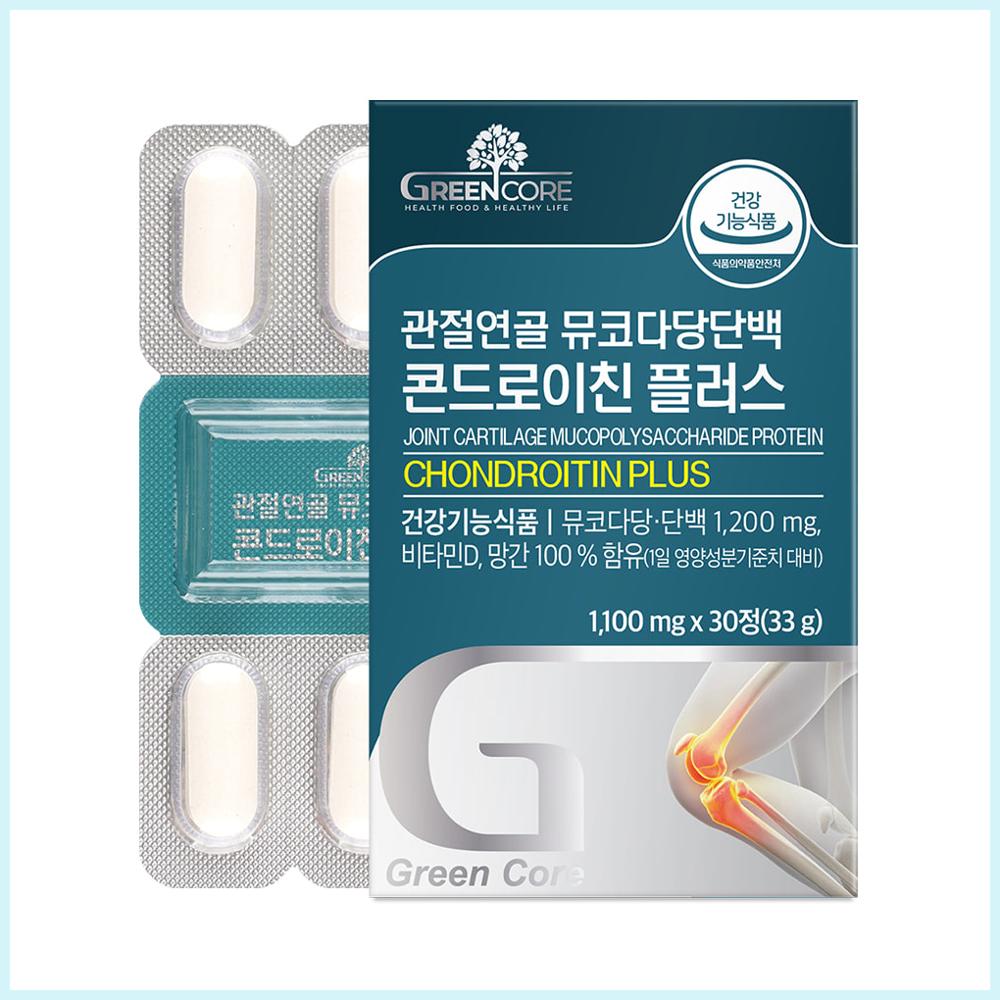 GREENCORE
HEALTH FOOD & HEALTHY LIFE
건강
기능식품
식품의약품안전처
관절연골 뮤코다당단백
콘드로이친 플러스
JOINT CARTILAGE MUCOPOLYSACCHARIDE PROTEIN
CHONDROITIN PLUS
건강기능식품 | 뮤코다당·단백 1,200 mg,
비타민D, 망간 100 % 함유(1일 영양성분기준치 대비)
1,100 mg x 30정(33 g)
Green Core
GREEN
관절연골
콘드로이친